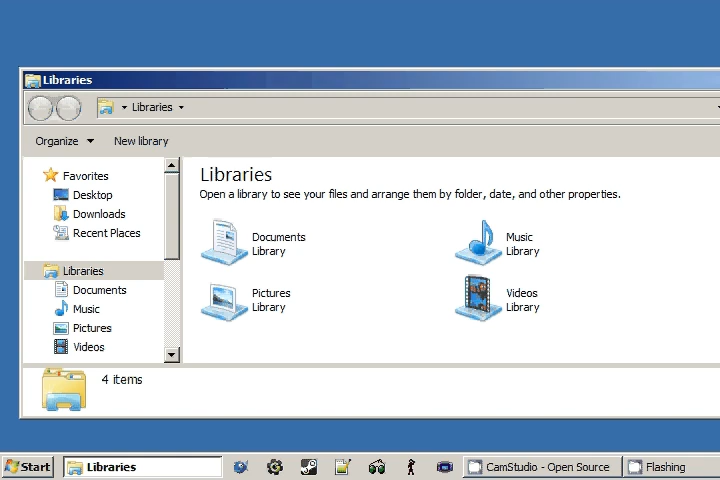 Libraries
Libraries
Organize New library
Favorites
Desktop
Downloads
Recent Places
Libraries
Documents
Music
Pictures
Videos
Libraries
Open a library to see your files and arrange them by folder, date, and other properties.
Documents
Library
Music
Library
Pictures
Library
Videos
Library
4 items
Start Libraries CamStudio - Open Source Flashing